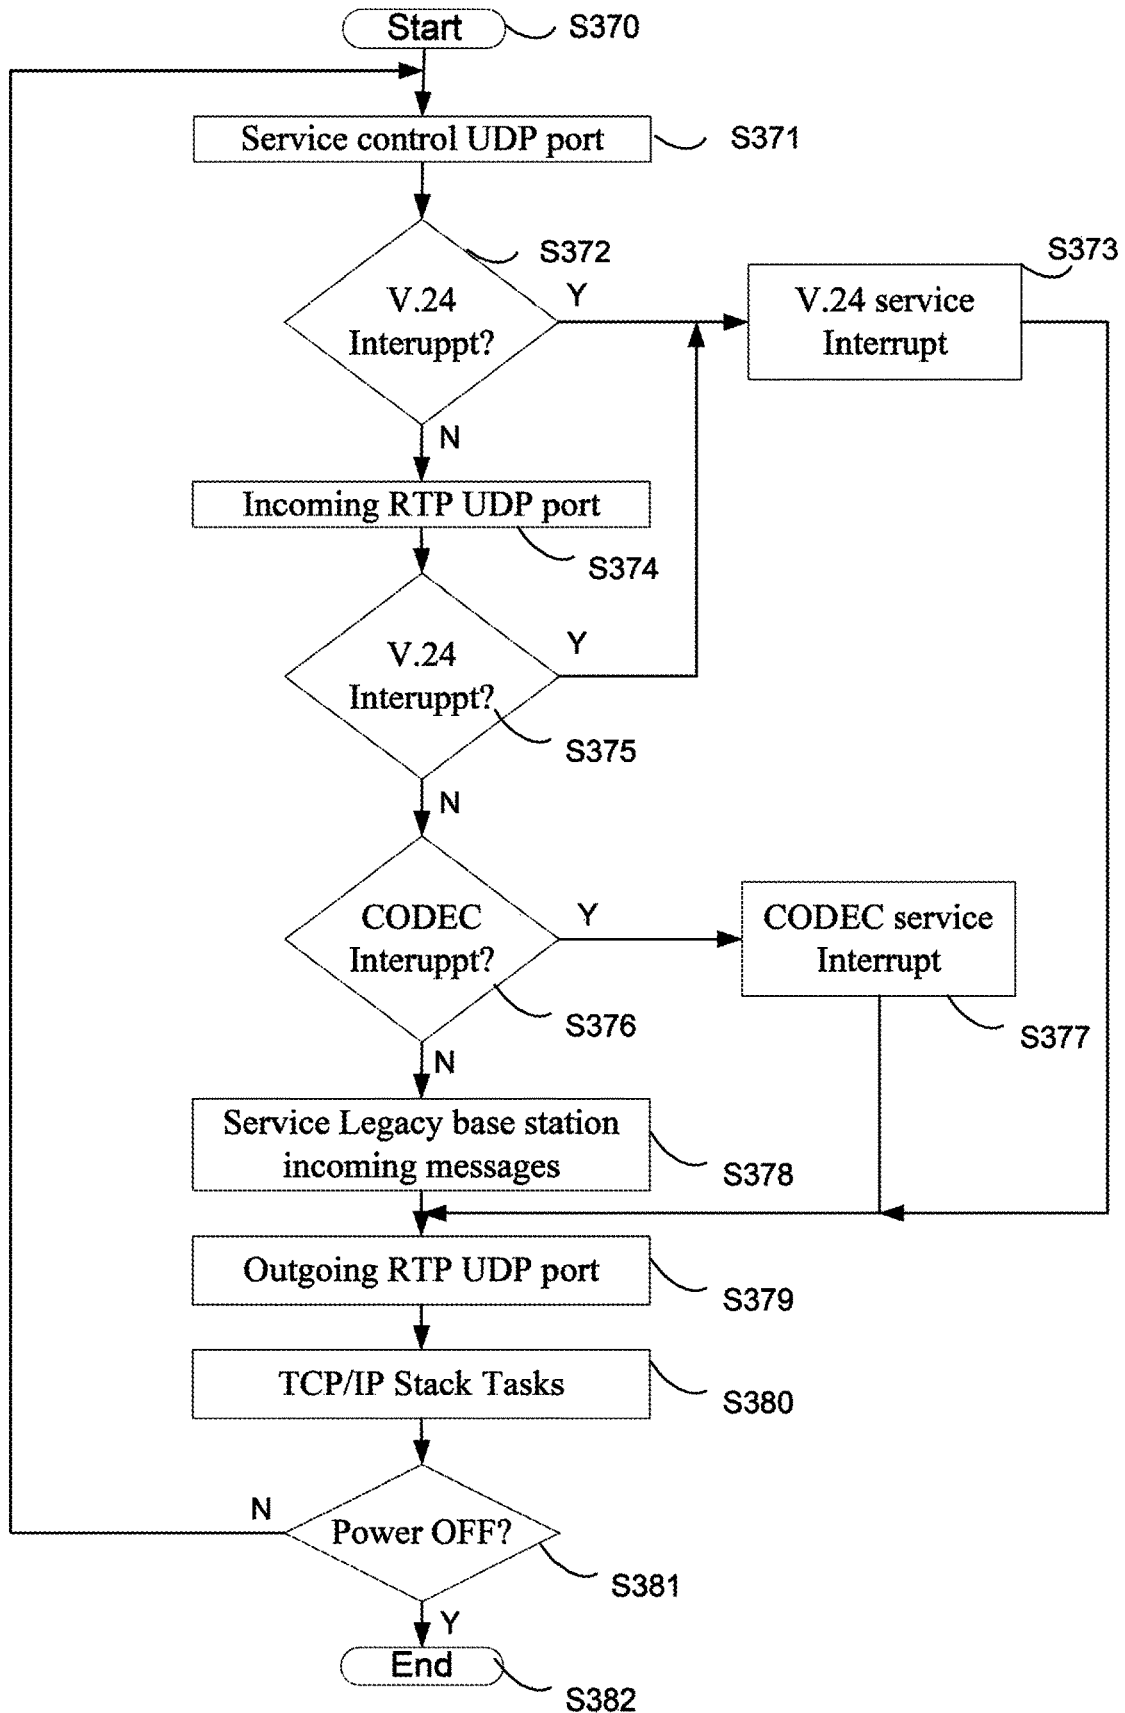 Start
S370
Service control UDP port
S371
S372
V.24
Interuppt?
Y
S373
V.24 service
Interrupt
N
Incoming RTP UDP port
S374
V.24
Interuppt?
Y
S375
N
CODEC
Interuppt?
Y
S376
CODEC service
Interrupt
S377
N
Service Legacy base station
incoming messages
S378
Outgoing RTP UDP port
S379
TCP/IP Stack Tasks
S380
Power OFF?
N
S381
Y
End
S382